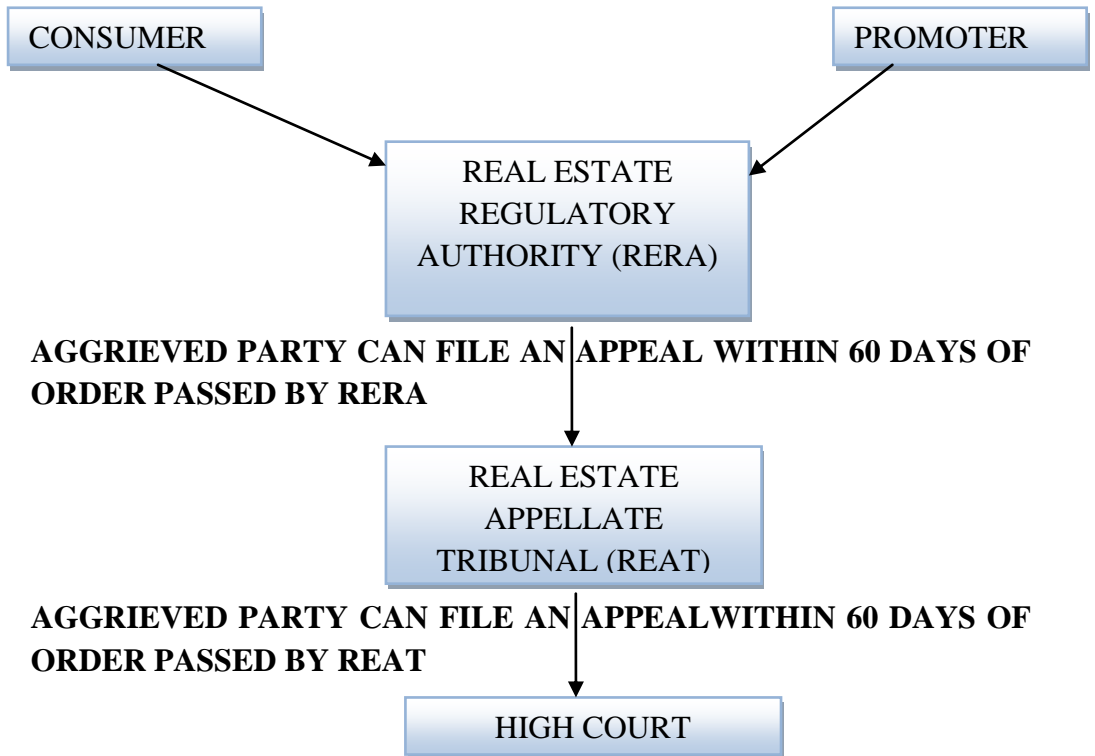 CONSUMER
PROMOTER
REAL ESTATE
REGULATORY
AUTHORITY (RERA)
AGGRIEVED PARTY CAN FILE AN APPEAL WITHIN 60 DAYS OF
ORDER PASSED BY RERA
REAL ESTATE
APPELLATE
TRIBUNAL (REAT)
AGGRIEVED PARTY CAN FILE AN APPEALWITHIN 60 DAYS OF
ORDER PASSED BY REAT
HIGH COURT